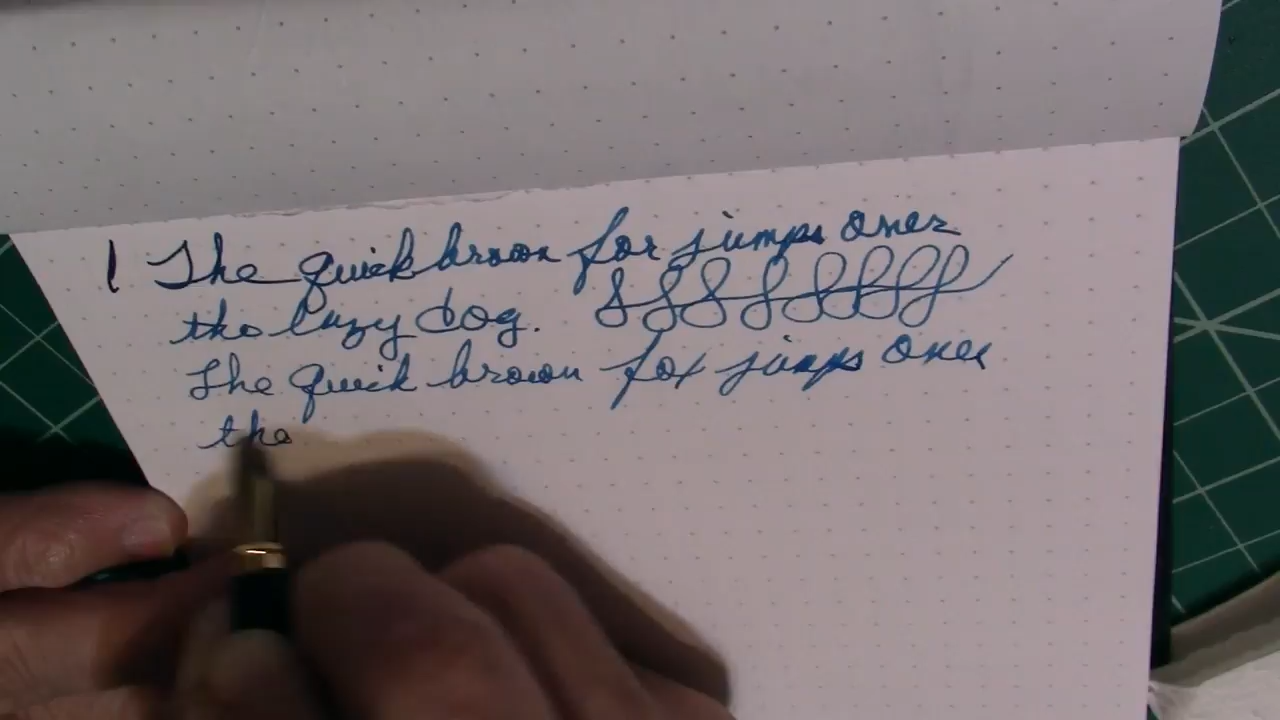 1 The quick brown fox jumps over
the lazy dog.
The quick brown fox jumps over
the